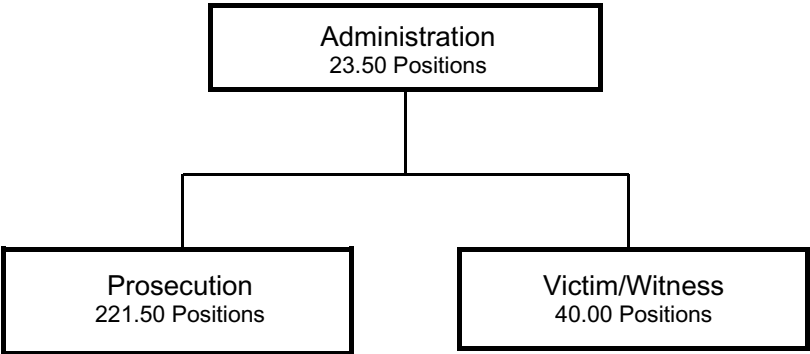 Administration
23.50 Positions
Prosecution
221.50 Positions
Victim/Witness
40.00 Positions